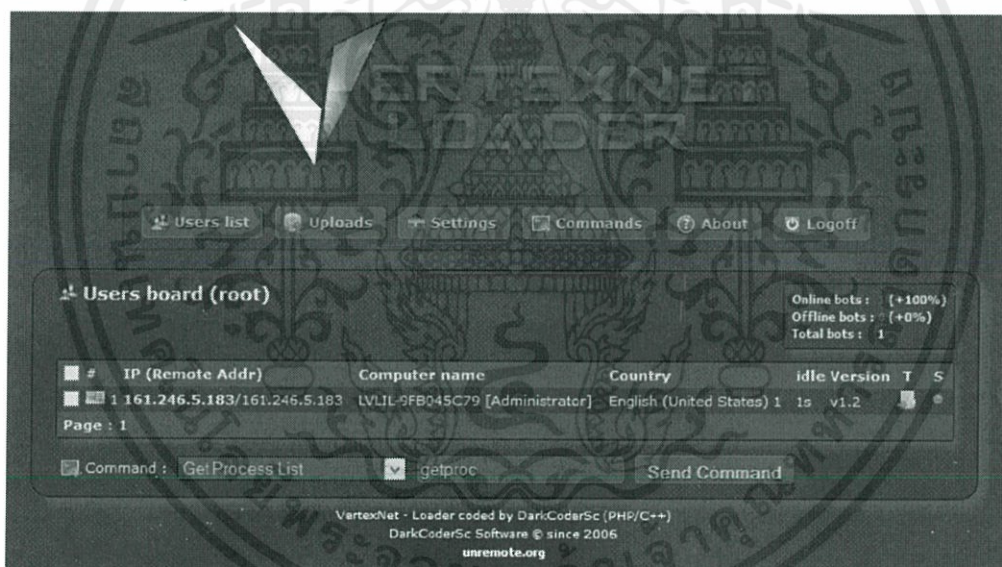 VERTEXNET
LOADER
Users list Uploads Settings Commands About Logoff
Users board (root)
Online bots : (+100%)
Offline bots : (+0%)
Total bots : 1
# IP (Remote Addr) Computer name Country idle Version T S
1 161.246.5.183/161.246.5.183 LVLIL-9FB045C79 [Administrator] English (United States) 1 1s v1.2
Page : 1
Command : Get Process List getproc Send Command
VertexNet - Loader coded by DarkCoderSc (PHP/C++)
DarkCoderSc Software © since 2006
unremote.org